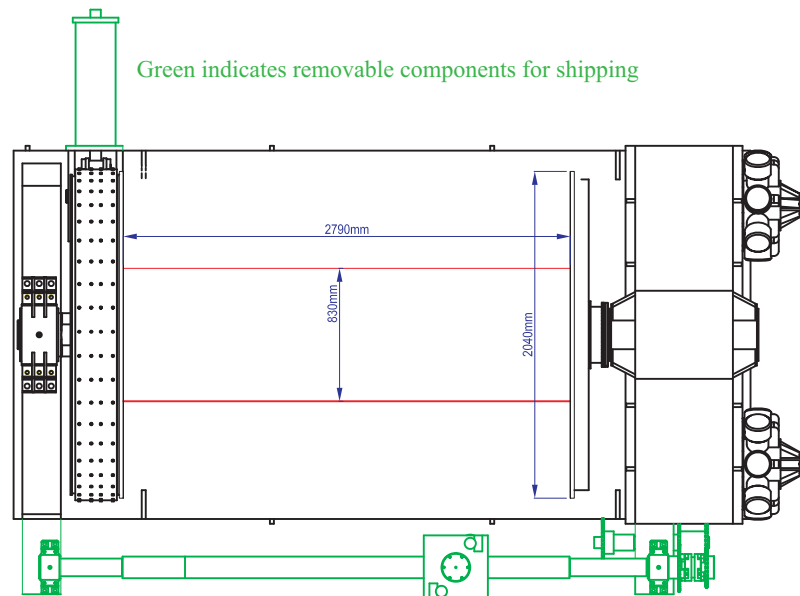 Green indicates removable components for shipping
2790mm
830mm
2040mm